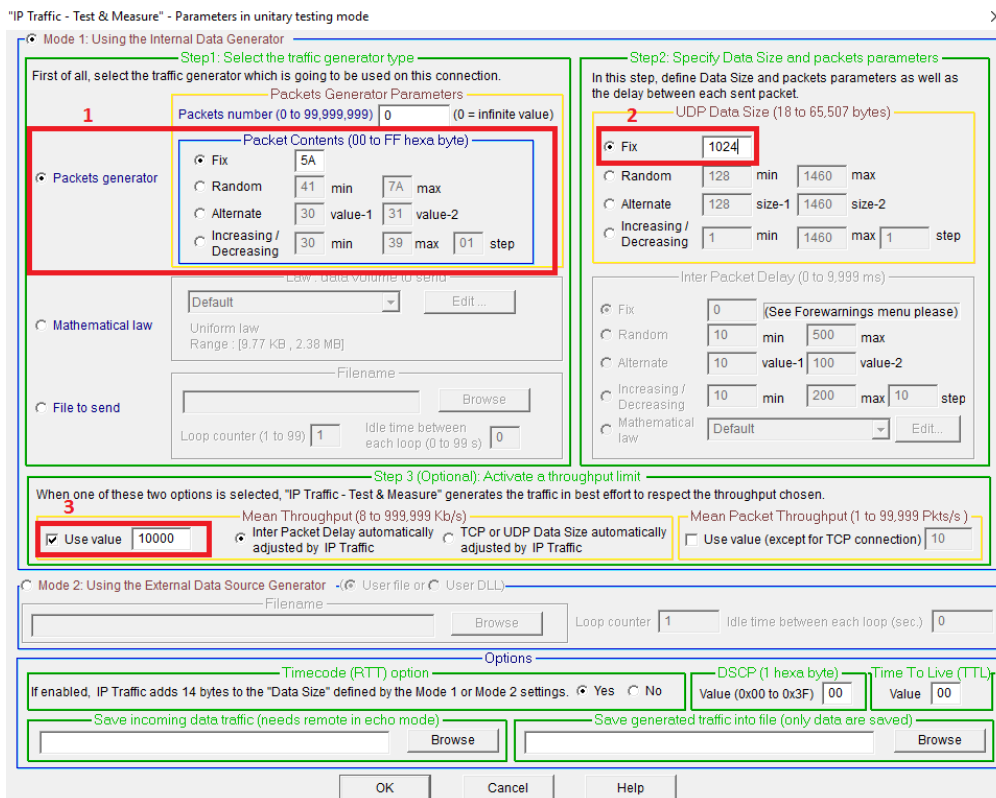 "IP Traffic - Test & Measure" - Parameters in unitary testing mode
Mode 1: Using the Internal Data Generator
Step1: Select the traffic generator type
First of all, select the traffic generator which is going to be used on this connection.
Packets Generator Parameters
1
Packets number (0 to 99,999,999) 0 (0 = infinite value)
Packet Contents (00 to FF hexa byte)
Packets generator
Fix 5A
Random 41 min 7A max
Alternate 30 value-1 31 value-2
Increasing / Decreasing 30 min 39 max 01 step
Law : data volume to send
Mathematical law
Default Edit ...
Uniform law
Range : [9.77 KB , 2.38 MB]
Filename
File to send
Browse
Loop counter (1 to 99) 1 Idle time between each loop (0 to 99 s) 0
Step2: Specify Data Size and packets parameters
In this step, define Data Size and packets parameters as well as
the delay between each sent packet.
2
UDP Data Size (18 to 65,507 bytes)
Fix 1024
Random 128 min 1460 max
Alternate 128 size-1 1460 size-2
Increasing / Decreasing 1 min 1460 max 1 step
Inter Packet Delay (0 to 9,999 ms)
Fix 0 (See Forewarnings menu please)
Random 10 min 500 max
Alternate 10 value-1 100 value-2
Increasing / Decreasing 10 min 200 max 10 step
Mathematical law Default Edit...
Step 3 (Optional): Activate a throughput limit
When one of these two options is selected, "IP Traffic - Test & Measure" generates the traffic in best effort to respect the throughput chosen.
3
Mean Throughput (8 to 999,999 Kb/s)
Use value 10000
Inter Packet Delay automatically adjusted by IP Traffic
TCP or UDP Data Size automatically adjusted by IP Traffic
Mean Packet Throughput (1 to 99,999 Pkts/s )
Use value (except for TCP connection) 10
Mode 2: Using the External Data Source Generator -( User file or User DLL)
Filename
Browse
Loop counter 1 Idle time between each loop (sec.) 0
Options
Timecode (RTT) option
If enabled, IP Traffic adds 14 bytes to the "Data Size" defined by the Mode 1 or Mode 2 settings. Yes No
DSCP (1 hexa byte)
Value (0x00 to 0x3F) 00
Time To Live (TTL)
Value 00
Save incoming data traffic (needs remote in echo mode)
Browse
Save generated traffic into file (only data are saved)
Browse
OK Cancel Help